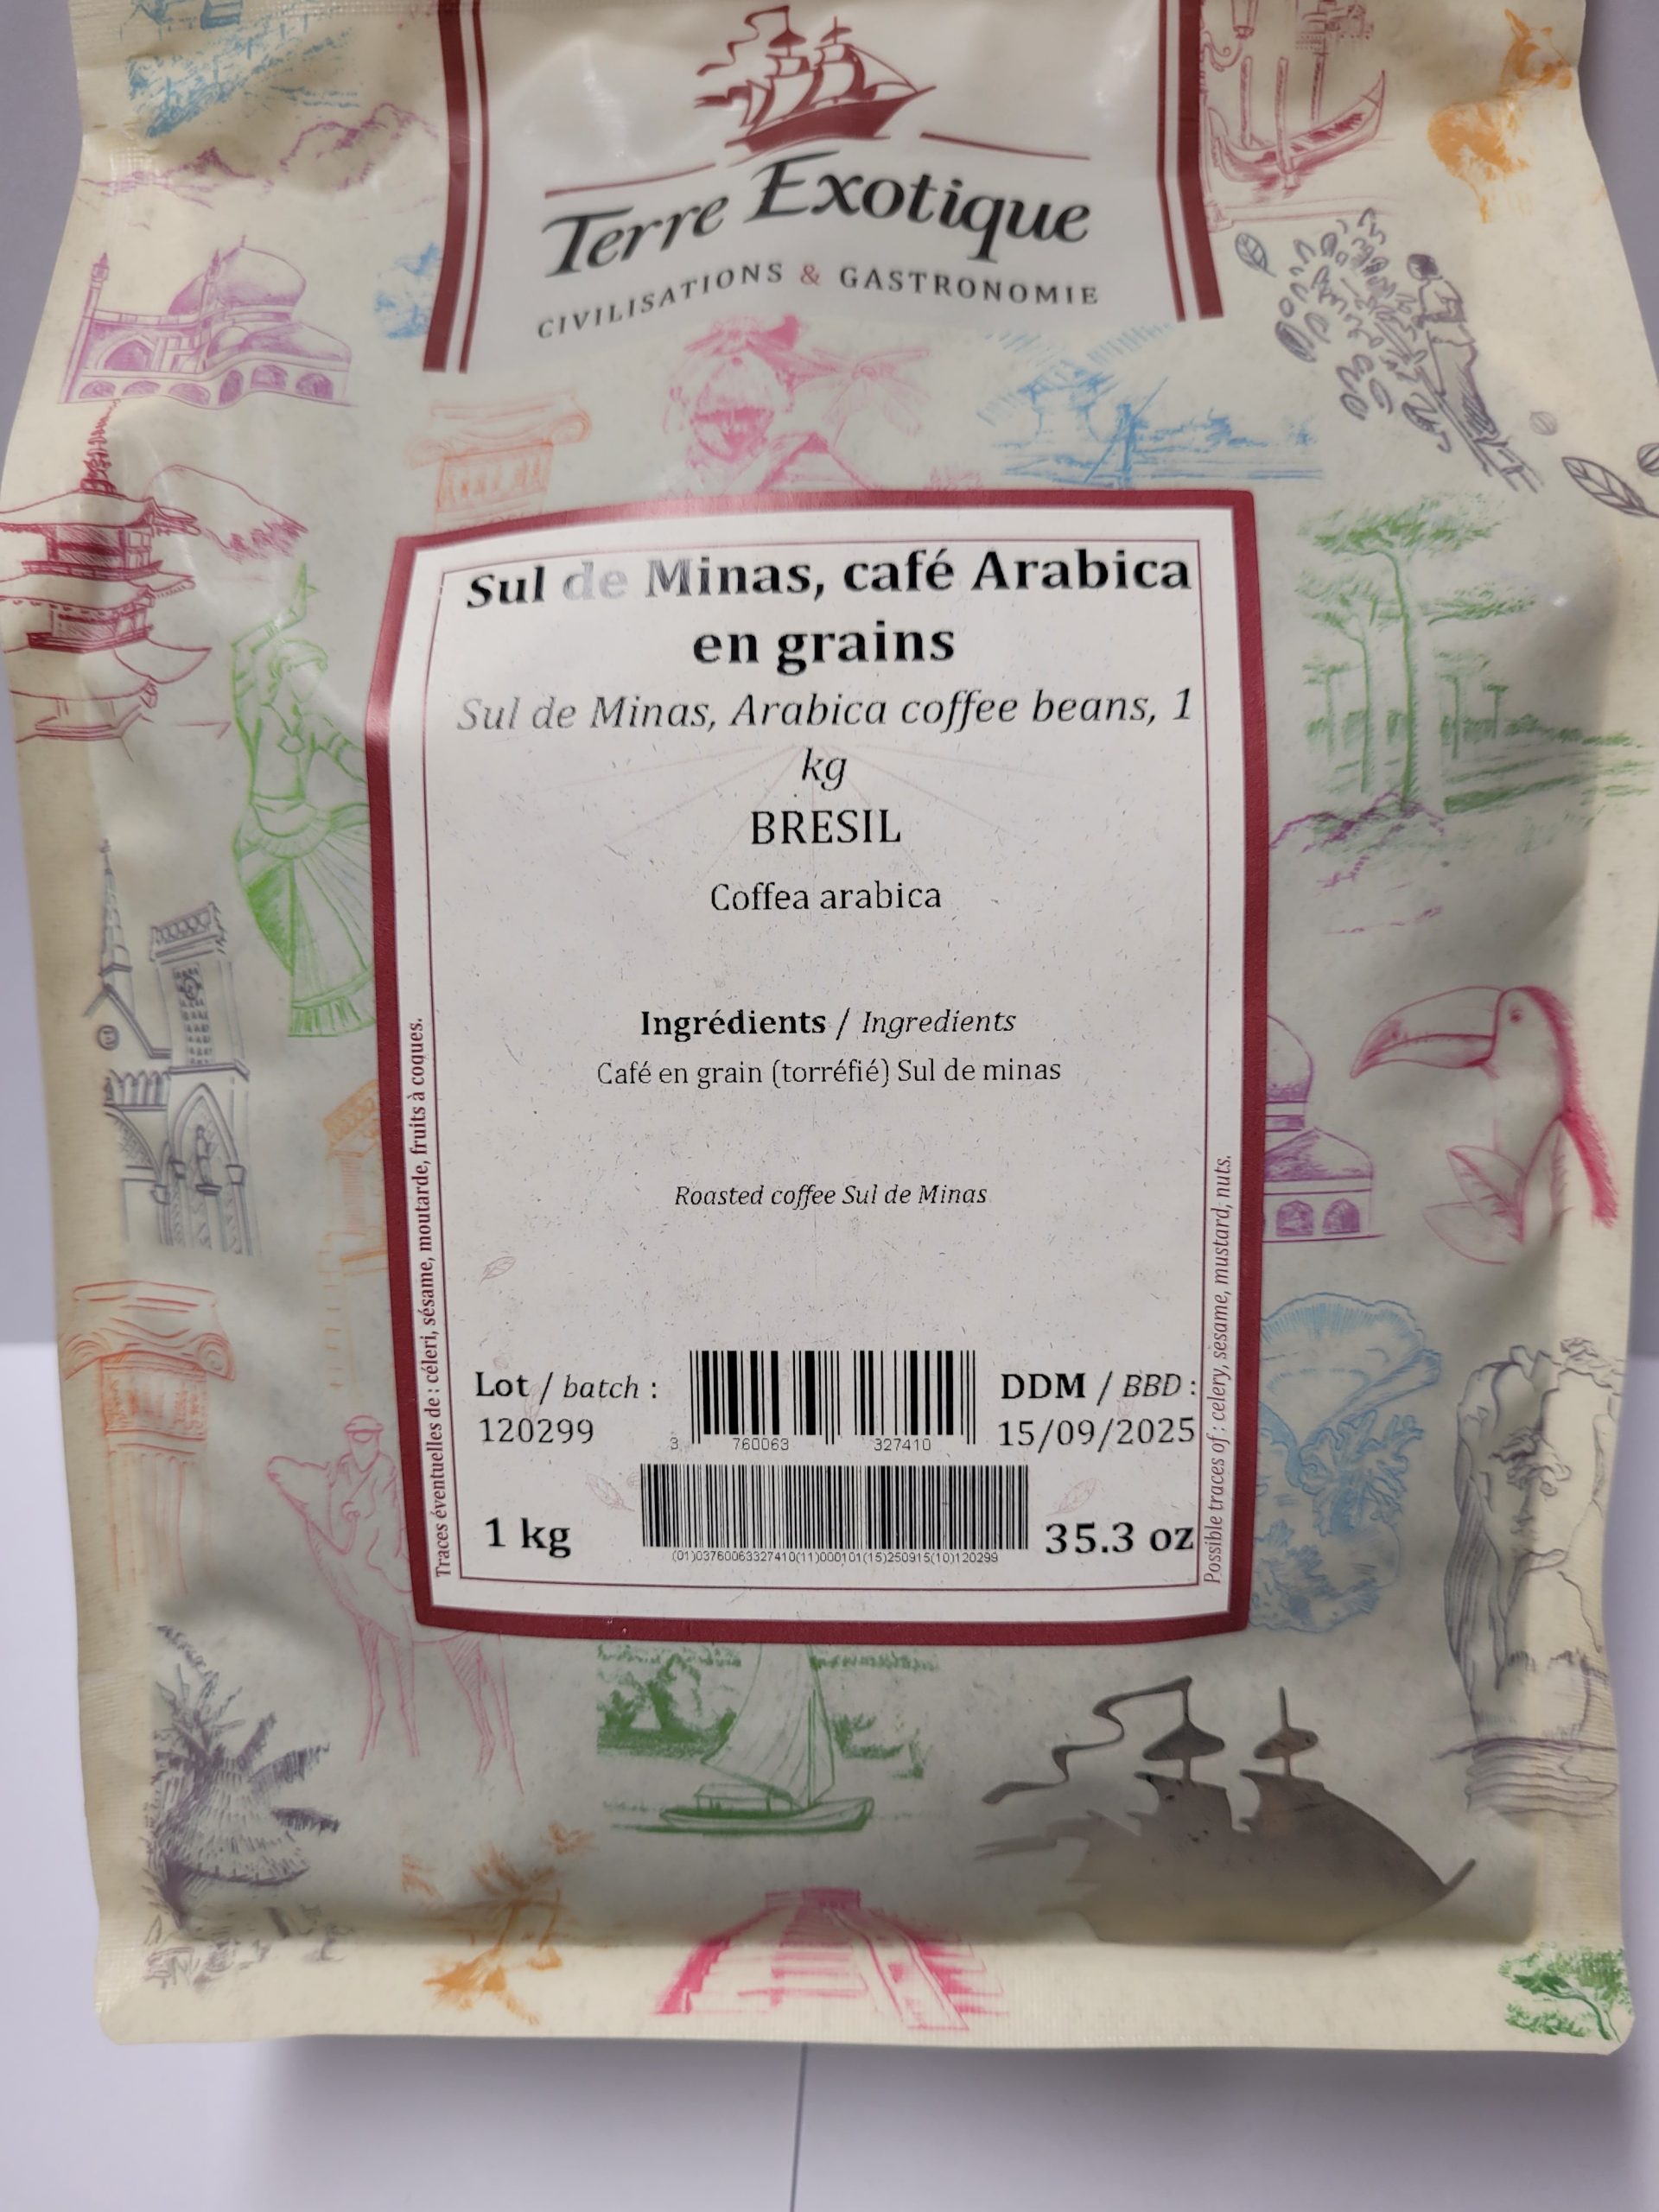 Terre Exotique
CIVILISATIONS & GASTRONOMIE
Sul de Minas, café Arabica
en grains
Sul de Minas, Arabica coffee beans, 1
kg
BRESIL
Coffea arabica
Ingrédients / Ingredients
Café en grain (torréfié) Sul de minas
Roasted coffee Sul de Minas
Lot / batch :
120299
3 760063 327410
DDM / BBD :
15/09/2025
1 kg
(01)03760063327410(11)000101(15)250915(10)120299
35.3 oz
Traces éventuelles de : céleri, sésame, moutarde, fruits à coques.
Possible traces of : celery, sesame, mustard, nuts.